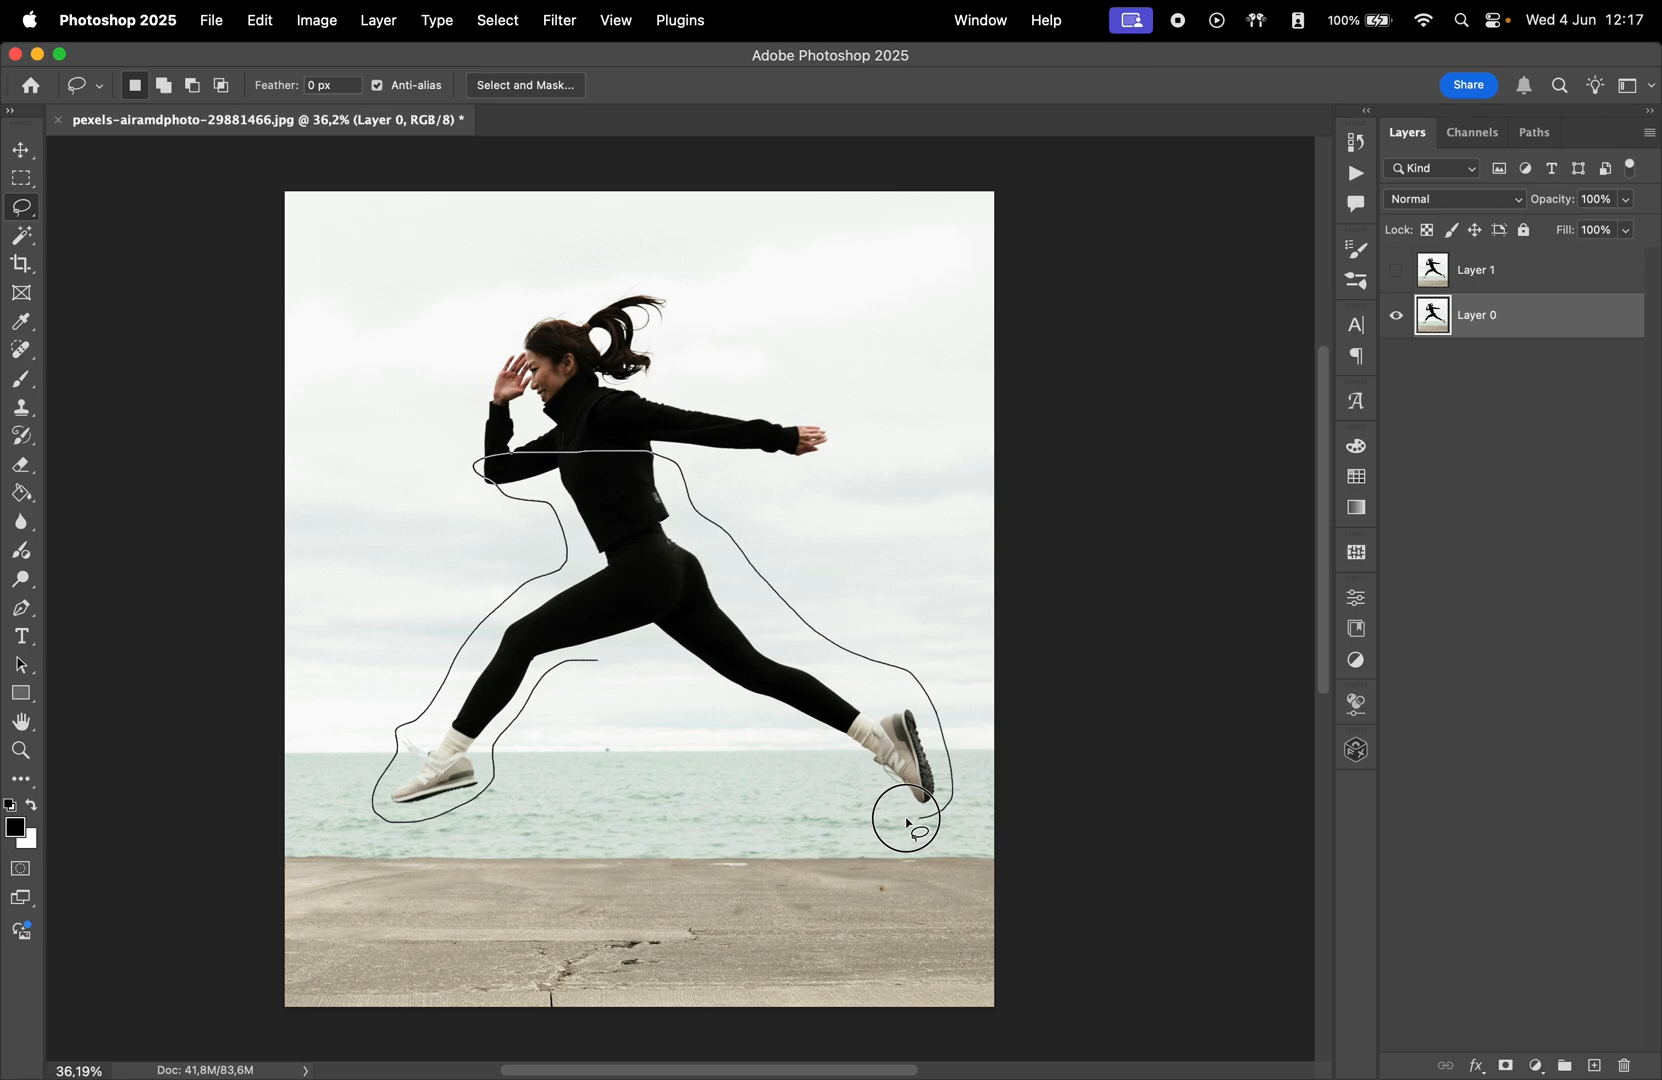 Photoshop 2025 File Edit Image Layer Type Select Filter View Plugins Window Help 100% Wed 4 Jun 12:17
Adobe Photoshop 2025
Feather: 0 px Anti-alias Select and Mask... Share
pexels-airamdphoto-29881466.jpg @ 36,2% (Layer 0, RGB/8) *
Layers Channels Paths
Kind
Normal Opacity: 100%
Lock: Fill: 100%
Layer 1
Layer 0
36,19% Doc: 41,8M/83,6M